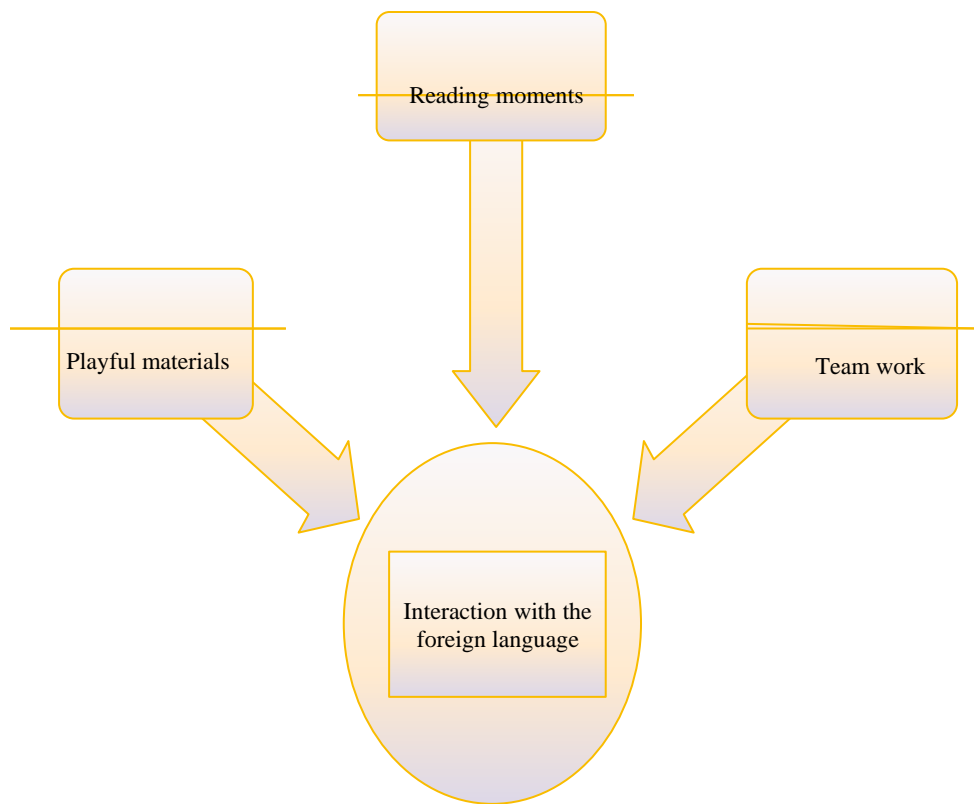 Reading moments
Playful materials
Team work
Interaction with the
foreign language